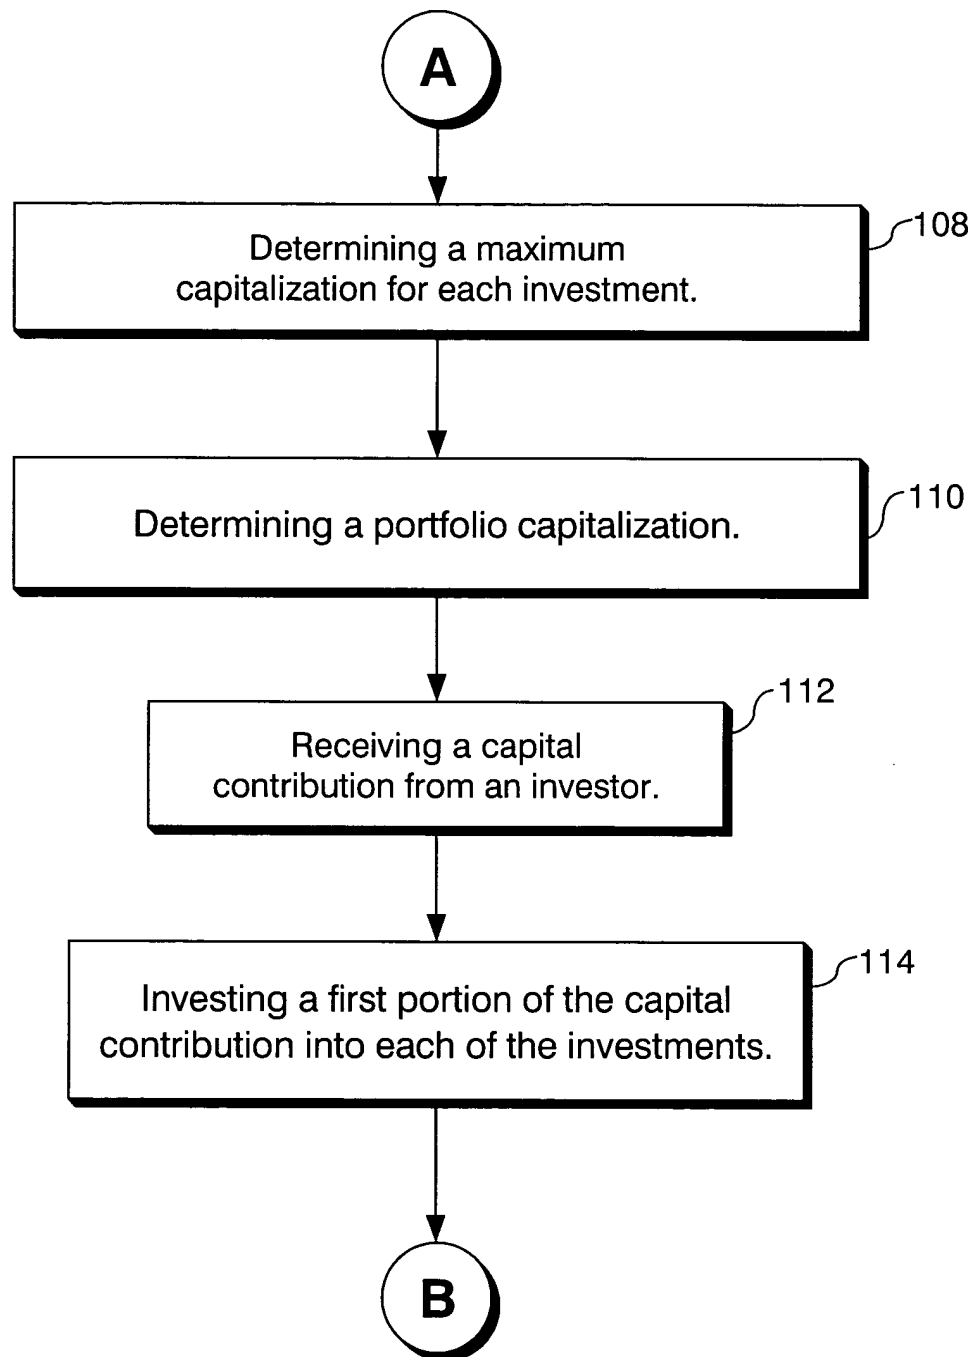 A
Determining a maximum
capitalization for each investment.
108
Determining a portfolio capitalization.
110
Receiving a capital
contribution from an investor.
112
Investing a first portion of the capital
contribution into each of the investments.
114
B